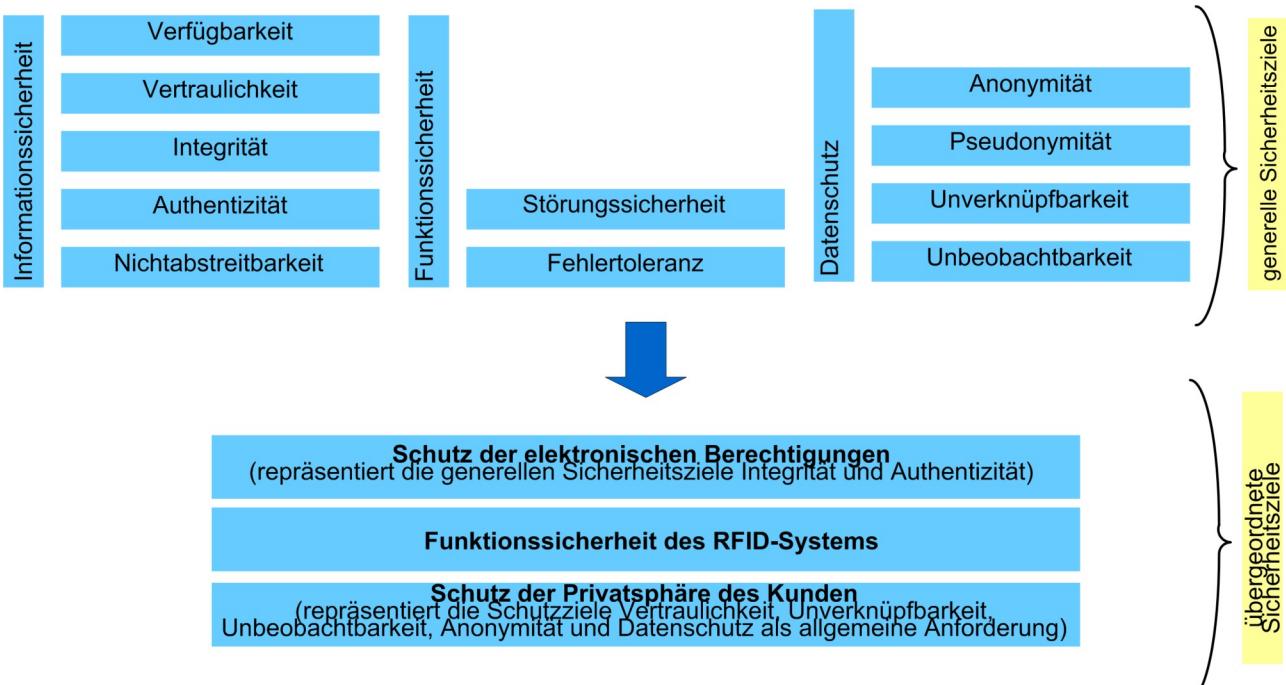 Informationssicherheit
Verfügbarkeit
Vertraulichkeit
Integrität
Authentizität
Nichtabstreitbarkeit
Funktionssicherheit
Störungssicherheit
Fehlertoleranz
Datenschutz
Anonymität
Pseudonymität
Unverknüpfbarkeit
Unbeobachtbarkeit
generelle Sicherheitsziele
Schutz der elektronischen Berechtigungen
(repräsentiert die generellen Sicherheitsziele Integrität und Authentizität)
Funktionssicherheit des RFID-Systems
Schutz der Privatsphäre des Kunden
(repräsentiert die Schutzziele Vertraulichkeit, Unverknüpfbarkeit,
Unbeobachtbarkeit, Anonymität und Datenschutz als allgemeine Anforderung)
übergeordnete
Sicherheitsziele